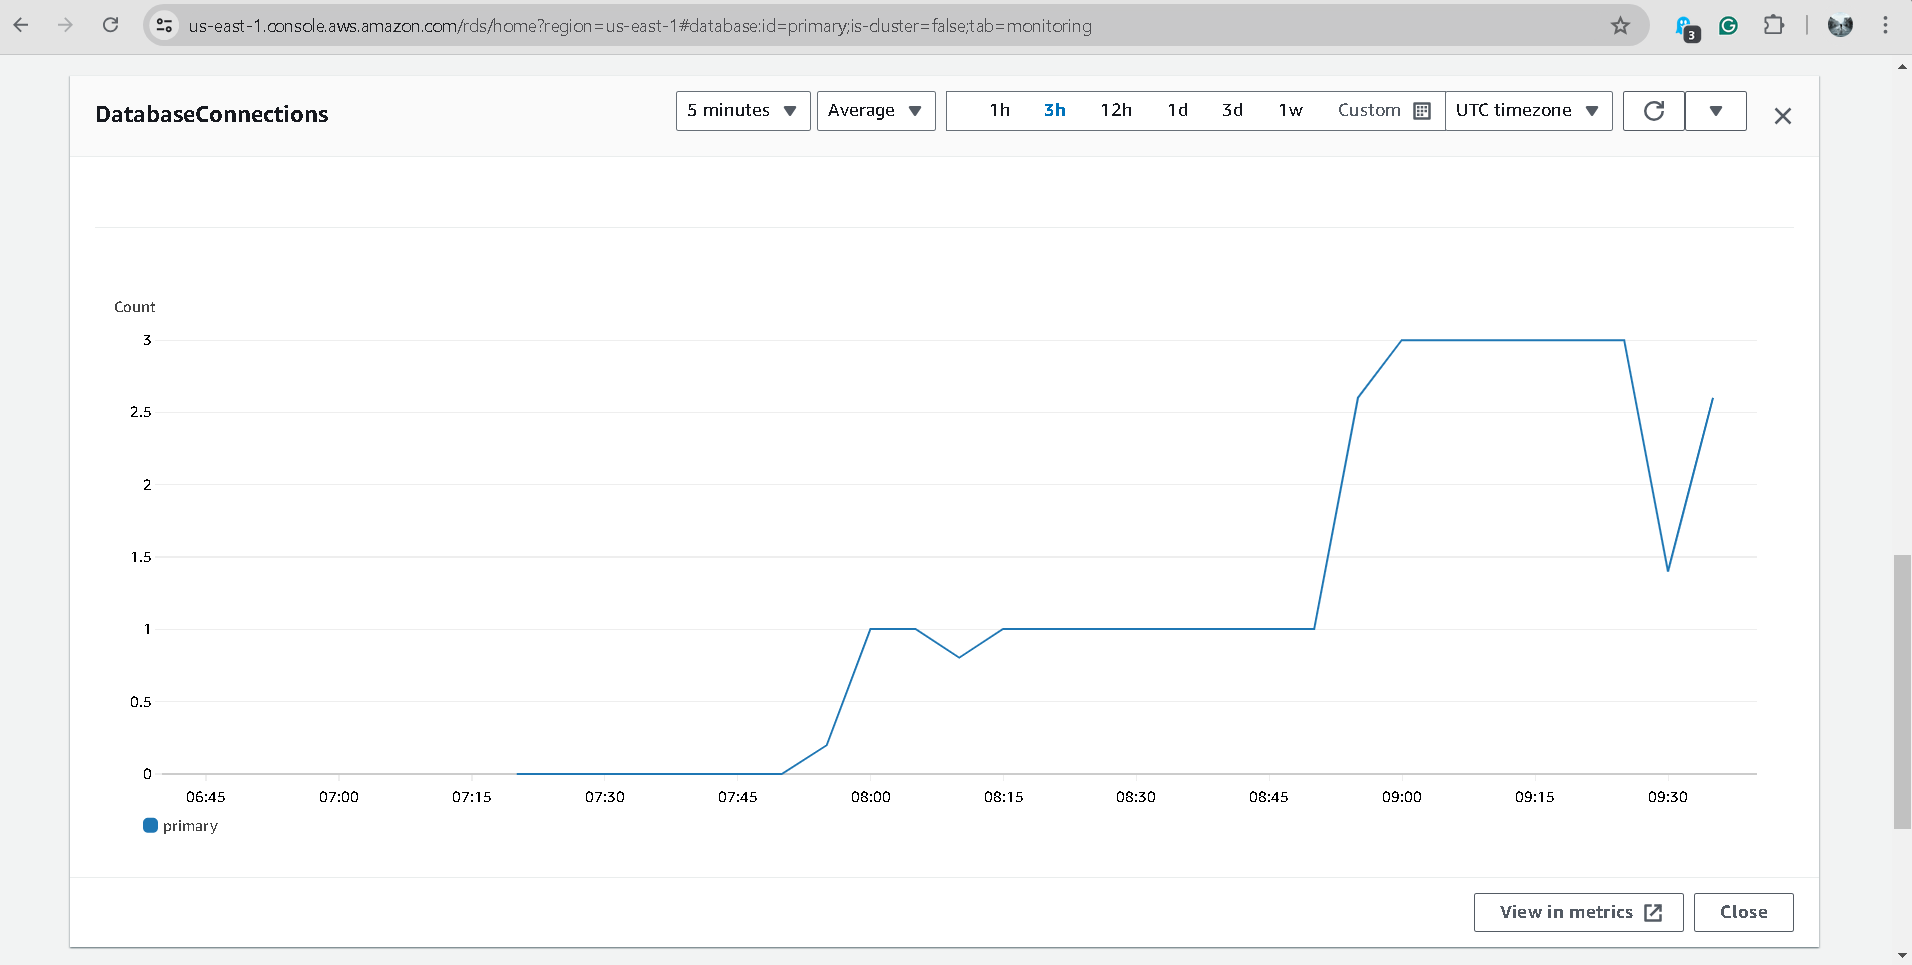 us-east-1.console.aws.amazon.com/rds/home?region=us-east-1#database:id=primary;is-cluster=false;tab=monitoring
3
DatabaseConnections
5 minutes
Average
1h 3h 12h 1d 3d 1w Custom
UTC timezone
Count
3
2.5
2
1.5
1
0.5
0
06:45 07:00 07:15 07:30 07:45 08:00 08:15 08:30 08:45 09:00 09:15 09:30
primary
View in metrics
Close